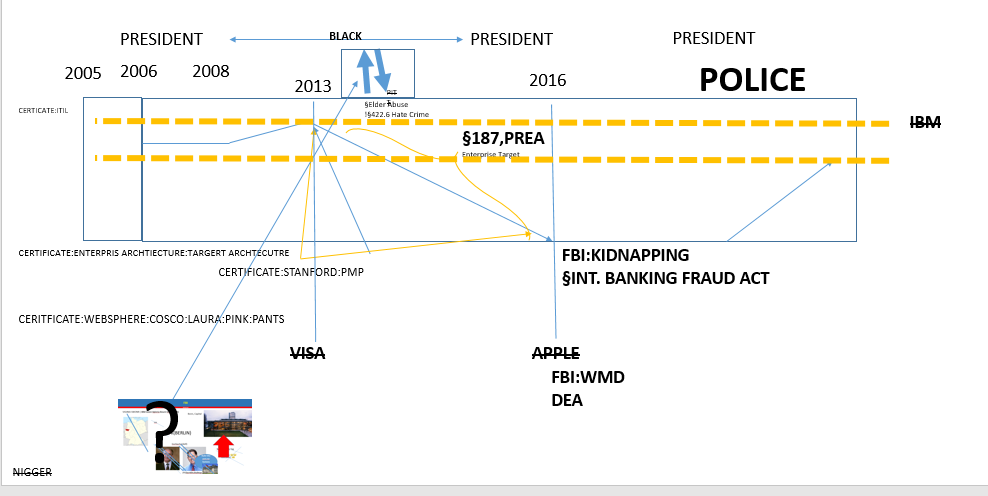 PRESIDENT
BLACK
PRESIDENT
PRESIDENT
2005
2006
2008
2013
2016
POLICE
CERTICATE:ITIL
§Elder Abuse
!§422.6 Hate Crime
IBM
§187,PREA
Enterprise Target
CERTIFICATE:ENTERPRIS ARCHTIECTURE:TARGERT ARCHTECUTRE
FBI:KIDNAPPING
CERTIFICATE:STANFORD:PMP
§INT. BANKING FRAUD ACT
CERITFICATE:WEBSPHERE:COSCO:LAURA:PINK:PANTS
VISA
APPLE
FBI:WMD
DEA
?
NIGGER